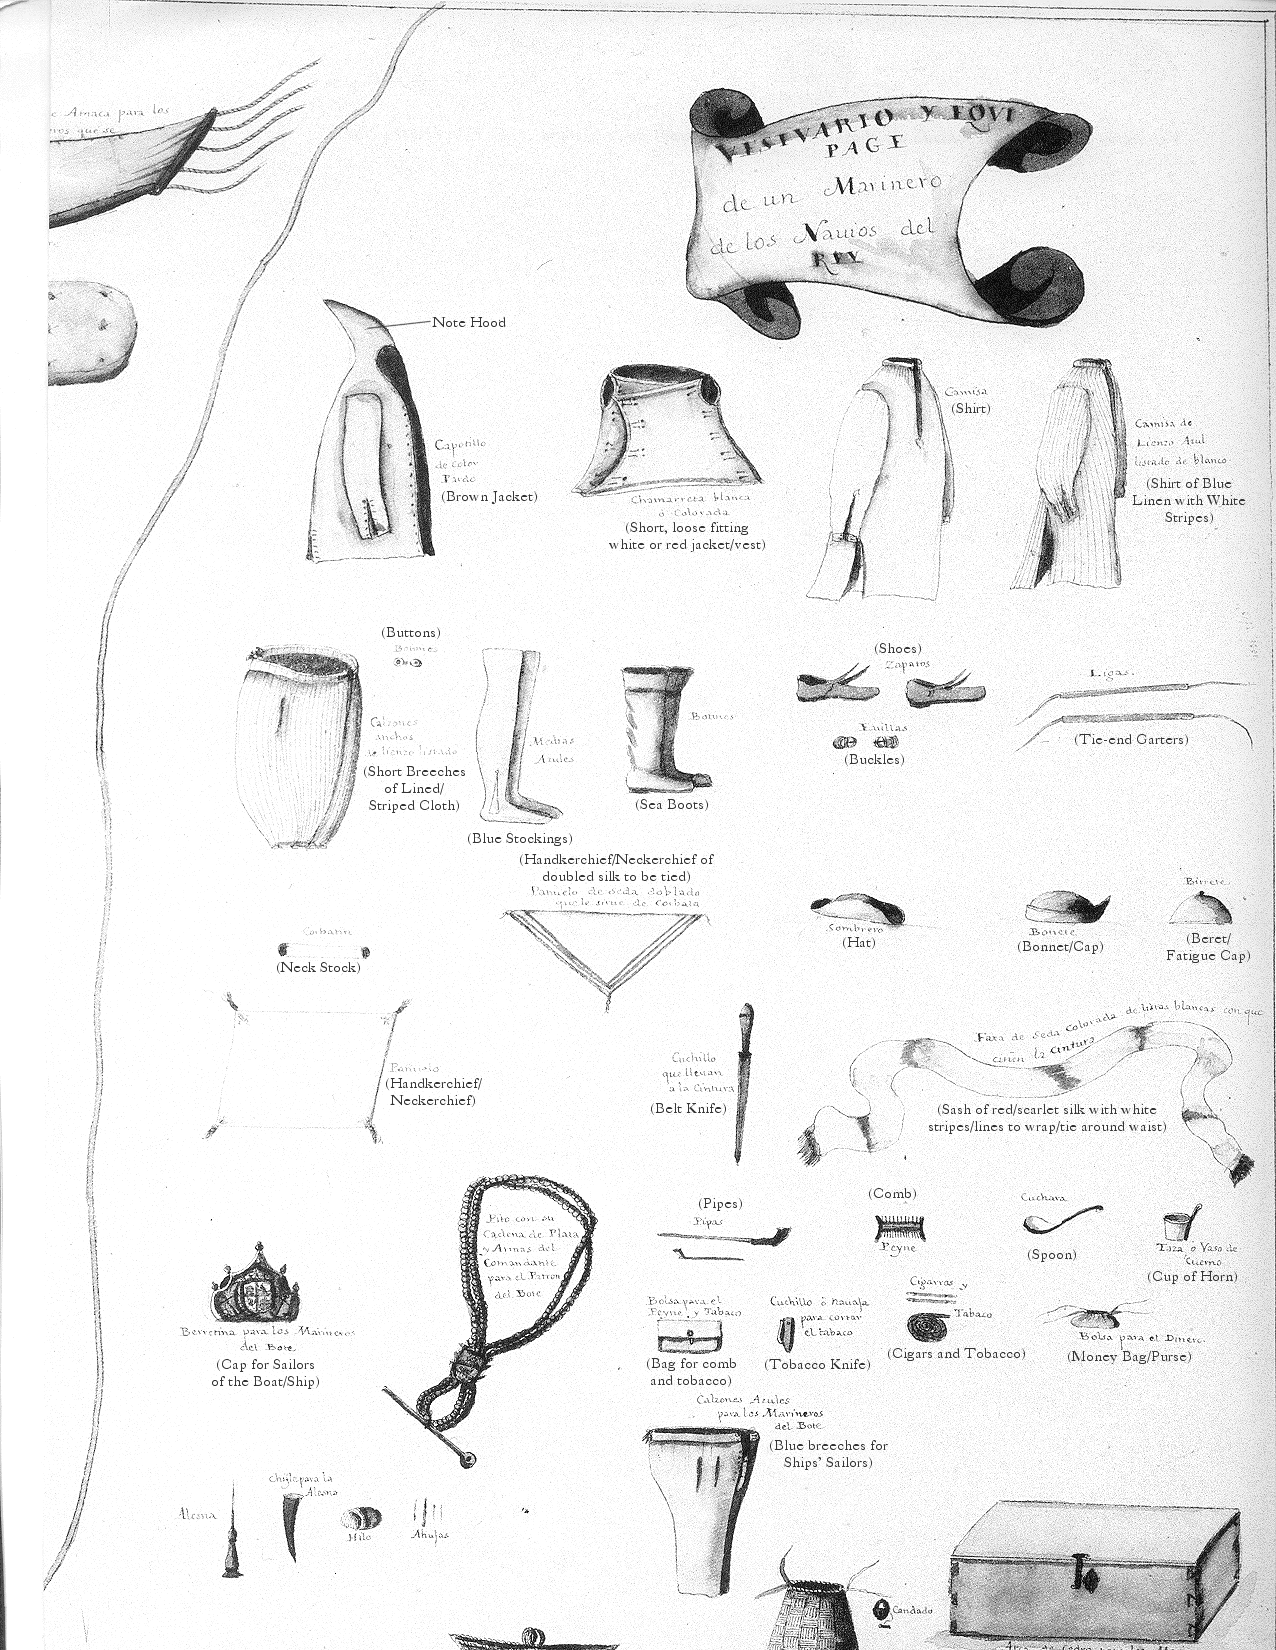 e Amaca para los
ros que se
VESTUARIO Y EQUI
PAGE
de un Marinero
de los Nauios del
REY
Note Hood
Capotillo
de color
Pardo
(Brown Jacket)
Chamarreta blanca
ó Colorada
(Short, loose fitting
white or red jacket/vest)
Camisa
(Shirt)
Camisa de
Lienzo Azul
listado de blanco
(Shirt of Blue
Linen with White
Stripes)
(Buttons)
Botones
Calzones
anchos
de lienzo listado
(Short Breeches
of Lined/
Striped Cloth)
Medias
Azules
(Blue Stockings)
Botines
(Sea Boots)
(Shoes)
Zapatos
Evillas
(Buckles)
Ligas.
(Tie-end Garters)
(Handkerchief/Neckerchief of
doubled silk to be tied)
Pañuelo de seda doblado
que le sirve de Corbata
Corbatin
(Neck Stock)
Sombrero
(Hat)
Bonete
(Bonnet/Cap)
Birrete
(Beret/
Fatigue Cap)
Pañuelo
(Handkerchief/
Neckerchief)
Cuchillo
que lleuan
a la Cintura
(Belt Knife)
Faxa de Seda Colorada de listas blancas con que
ciñen la Cintura
(Sash of red/scarlet silk with white
stripes/lines to wrap/tie around waist)
Berretina para los Marineros
del Bote
(Cap for Sailors
of the Boat/Ship)
Pito con su
Cadena de Plata
y Armas del
Comandante
para el Patron
del Bote
(Pipes)
Pipas
(Comb)
Peyne
Cuchara
(Spoon)
Taza o Vaso de
Cuerno
(Cup of Horn)
Bolsa para el
Peyne y Tabaco
(Bag for comb
and tobacco)
Cuchillo ô nauaja
para cortar
el tabaco
(Tobacco Knife)
Cigarros y
Tabaco
(Cigars and Tobacco)
Bolsa para el Dinero.
(Money Bag/Purse)
Calzones Azules
para los Marineros
del Bote
(Blue breeches for
Ships' Sailors)
Alesna
para la
Alesna
Hilo
Ahujas
Candado